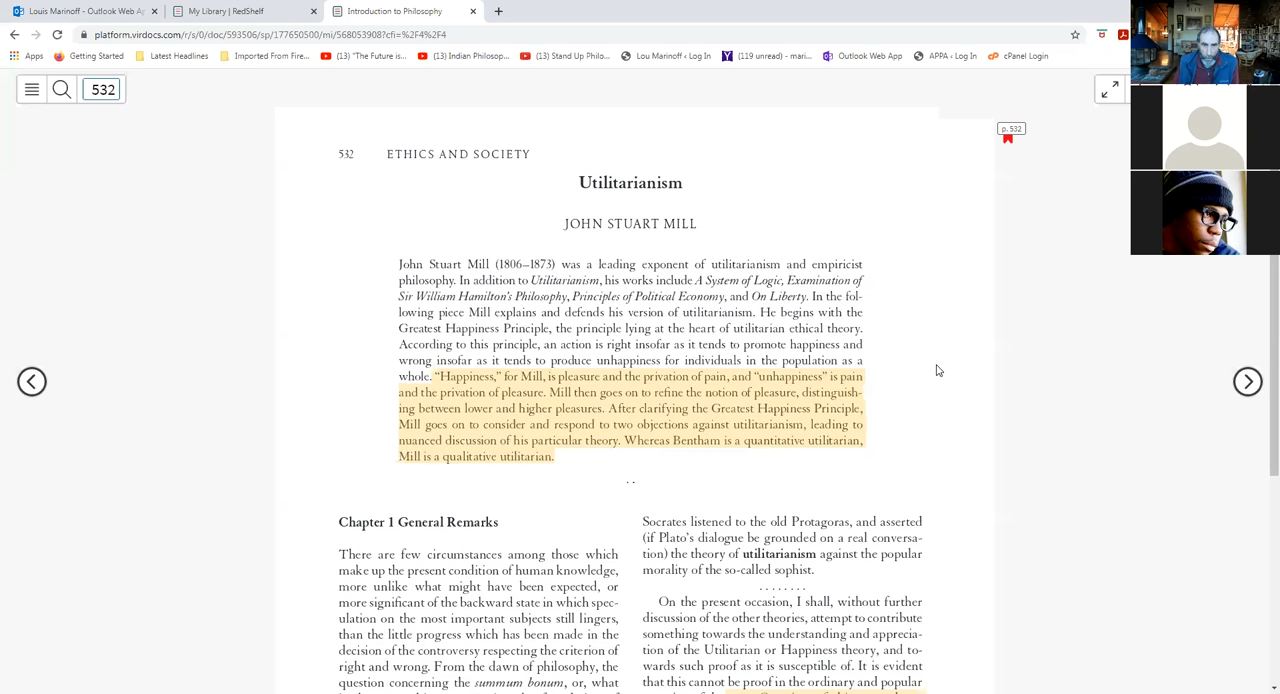 Louis Marinoff - Outlook Web Ap
My Library | RedShelf
Introduction to Philosophy
platform.virdocs.com/r/s/0/doc/593506/sp/177650500/mi/568053908?cfi=%2F4%2F4
Apps
Getting Started
Latest Headlines
Imported From Fire...
(13) "The Future is...
(13) Indian Philosop...
(13) Stand Up Philo...
Lou Marinoff ‹ Log In
(119 unread) - mari...
Outlook Web App
APPA ‹ Log In
cPanel Login
532
p. 532
532 ETHICS AND SOCIETY
Utilitarianism
JOHN STUART MILL
John Stuart Mill (1806–1873) was a leading exponent of utilitarianism and empiricist
philosophy. In addition to Utilitarianism, his works include A System of Logic, Examination of
Sir William Hamilton's Philosophy, Principles of Political Economy, and On Liberty. In the fol-
lowing piece Mill explains and defends his version of utilitarianism. He begins with the
Greatest Happiness Principle, the principle lying at the heart of utilitarian ethical theory.
According to this principle, an action is right insofar as it tends to promote happiness and
wrong insofar as it tends to produce unhappiness for individuals in the population as a
whole. "Happiness," for Mill, is pleasure and the privation of pain, and "unhappiness" is pain
and the privation of pleasure. Mill then goes on to refine the notion of pleasure, distinguish-
ing between lower and higher pleasures. After clarifying the Greatest Happiness Principle,
Mill goes on to consider and respond to two objections against utilitarianism, leading to
nuanced discussion of his particular theory. Whereas Bentham is a quantitative utilitarian,
Mill is a qualitative utilitarian.
. .
Chapter 1 General Remarks
There are few circumstances among those which
make up the present condition of human knowledge,
more unlike what might have been expected, or
more significant of the backward state in which spec-
ulation on the most important subjects still lingers,
than the little progress which has been made in the
decision of the controversy respecting the criterion of
right and wrong. From the dawn of philosophy, the
question concerning the summum bonum, or, what
Socrates listened to the old Protagoras, and asserted
(if Plato's dialogue be grounded on a real conversa-
tion) the theory of utilitarianism against the popular
morality of the so-called sophist.
. . . . . . . .
On the present occasion, I shall, without further
discussion of the other theories, attempt to contribute
something towards the understanding and apprecia-
tion of the Utilitarian or Happiness theory, and to-
wards such proof as it is susceptible of. It is evident
that this cannot be proof in the ordinary and popular